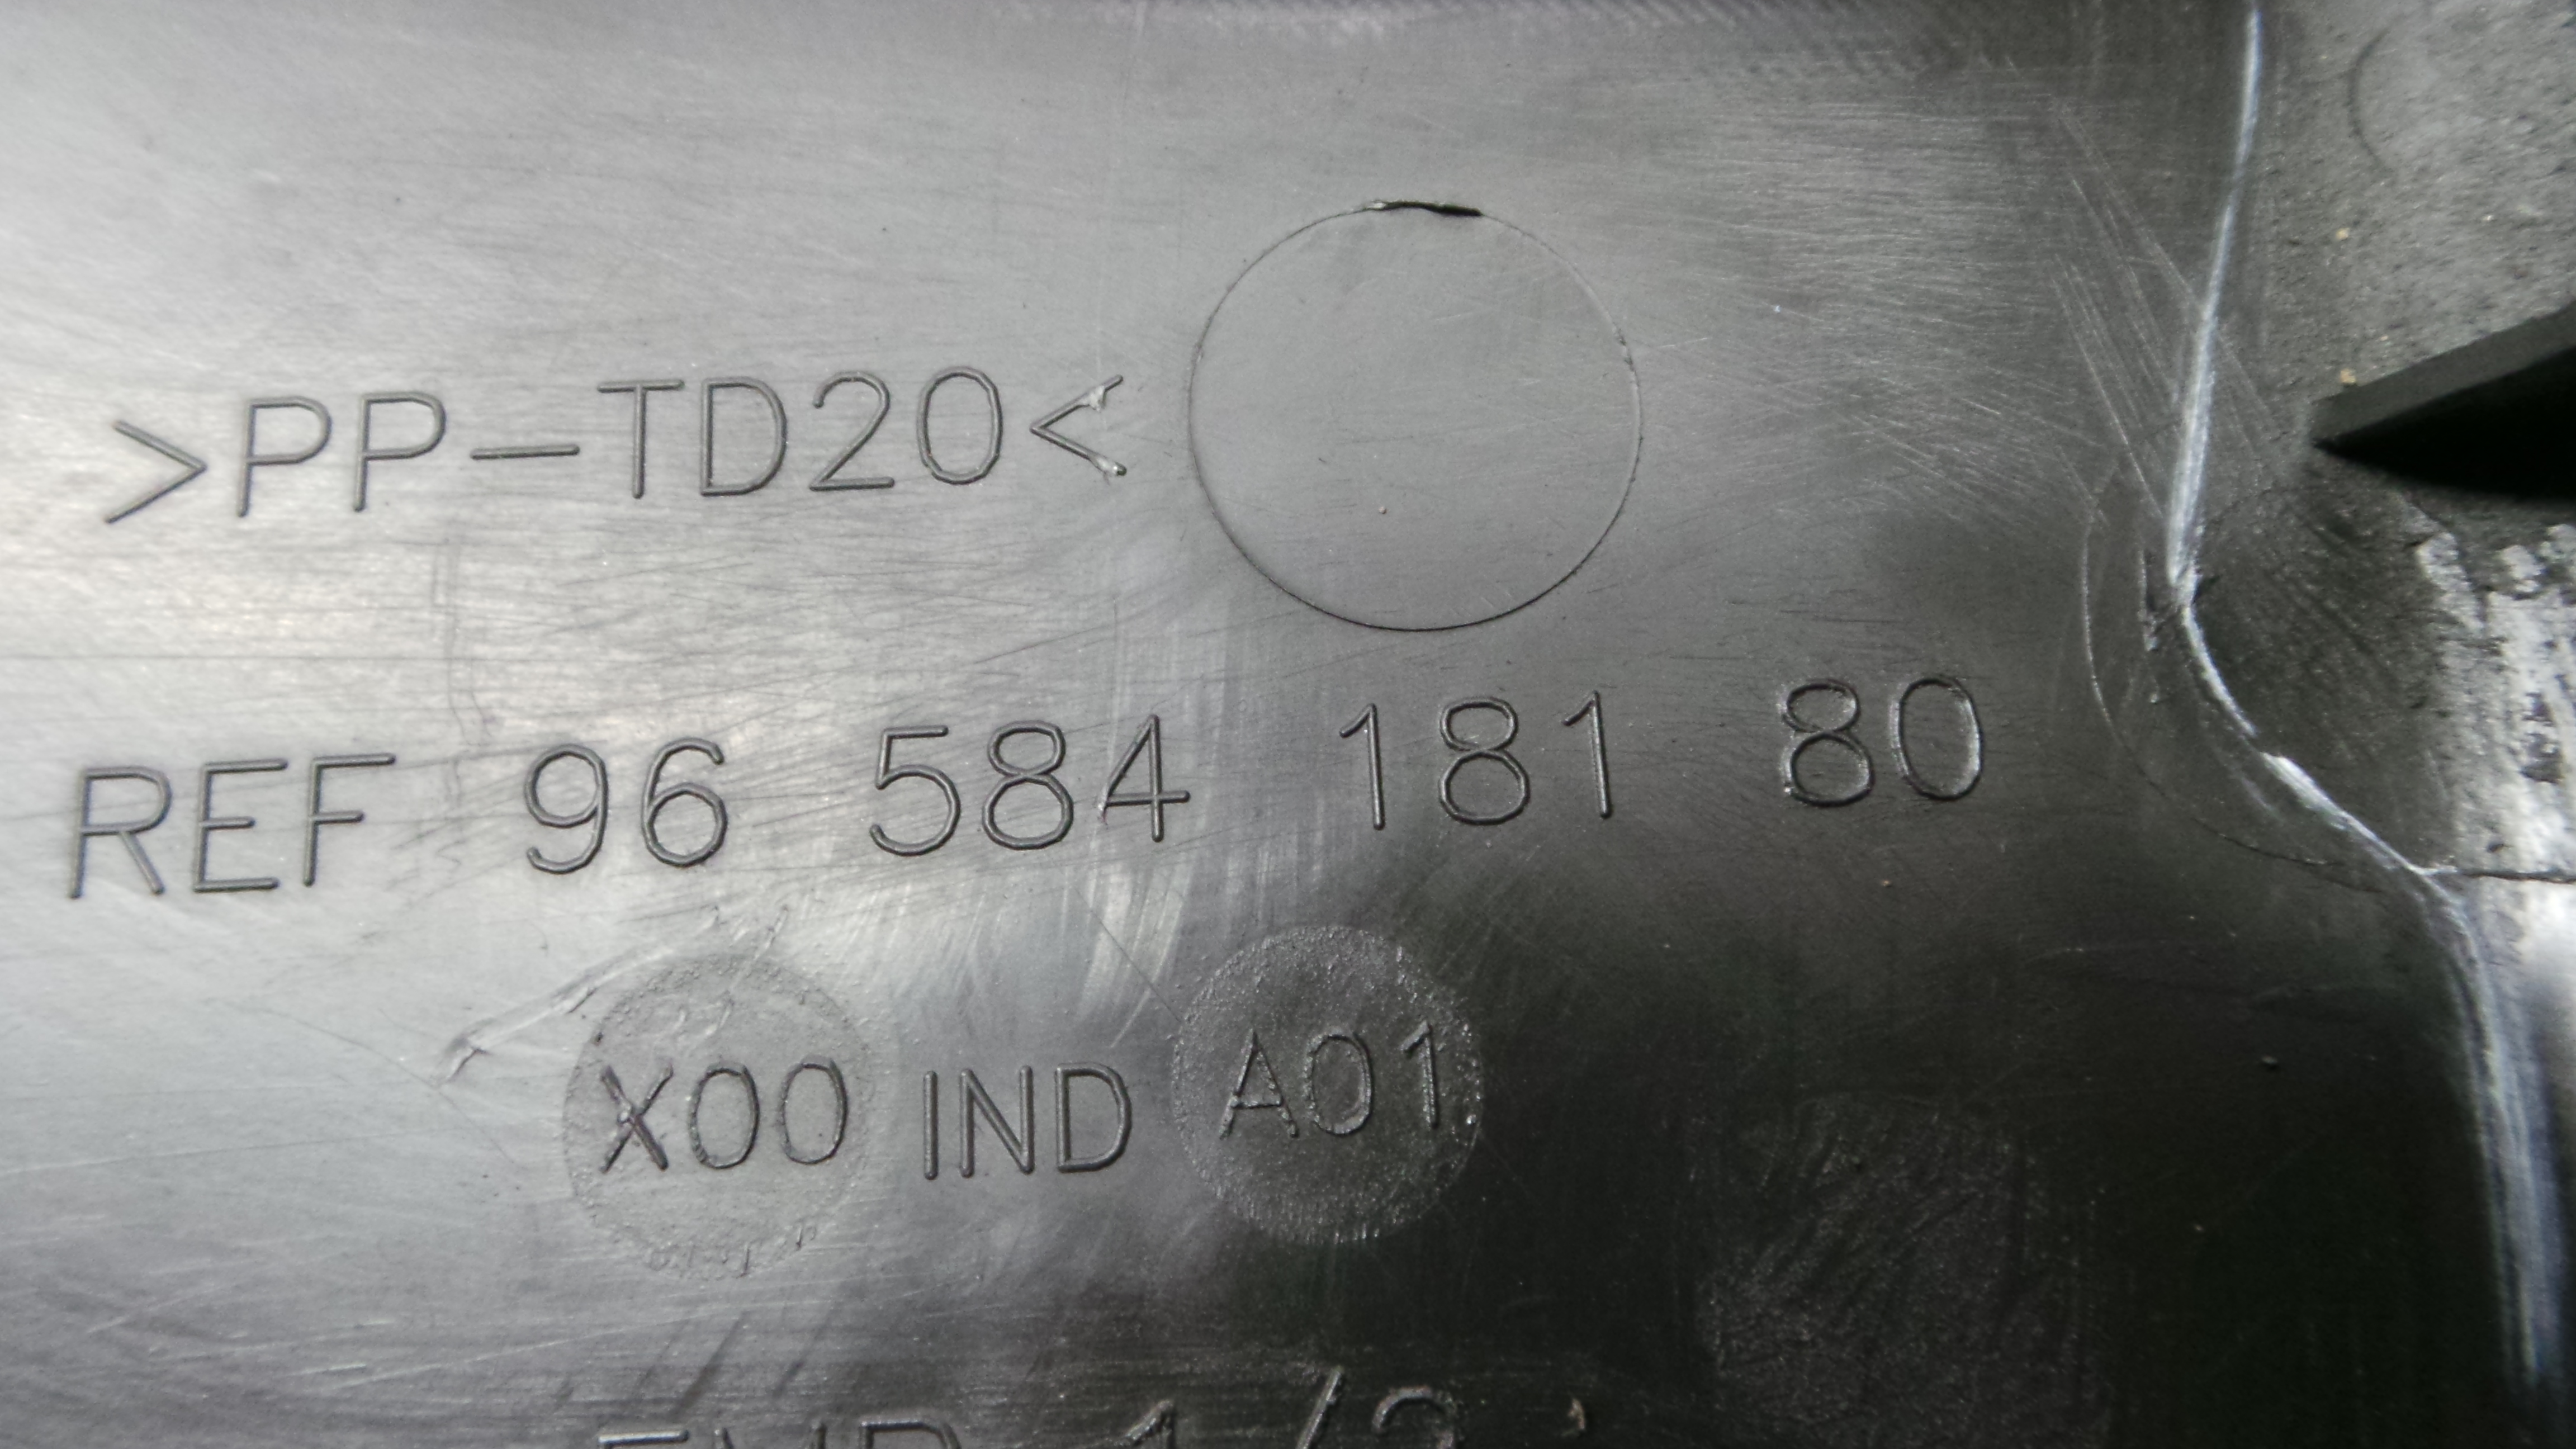 >PP-TD20<
REF 96 584 181 80
X00 IND A01